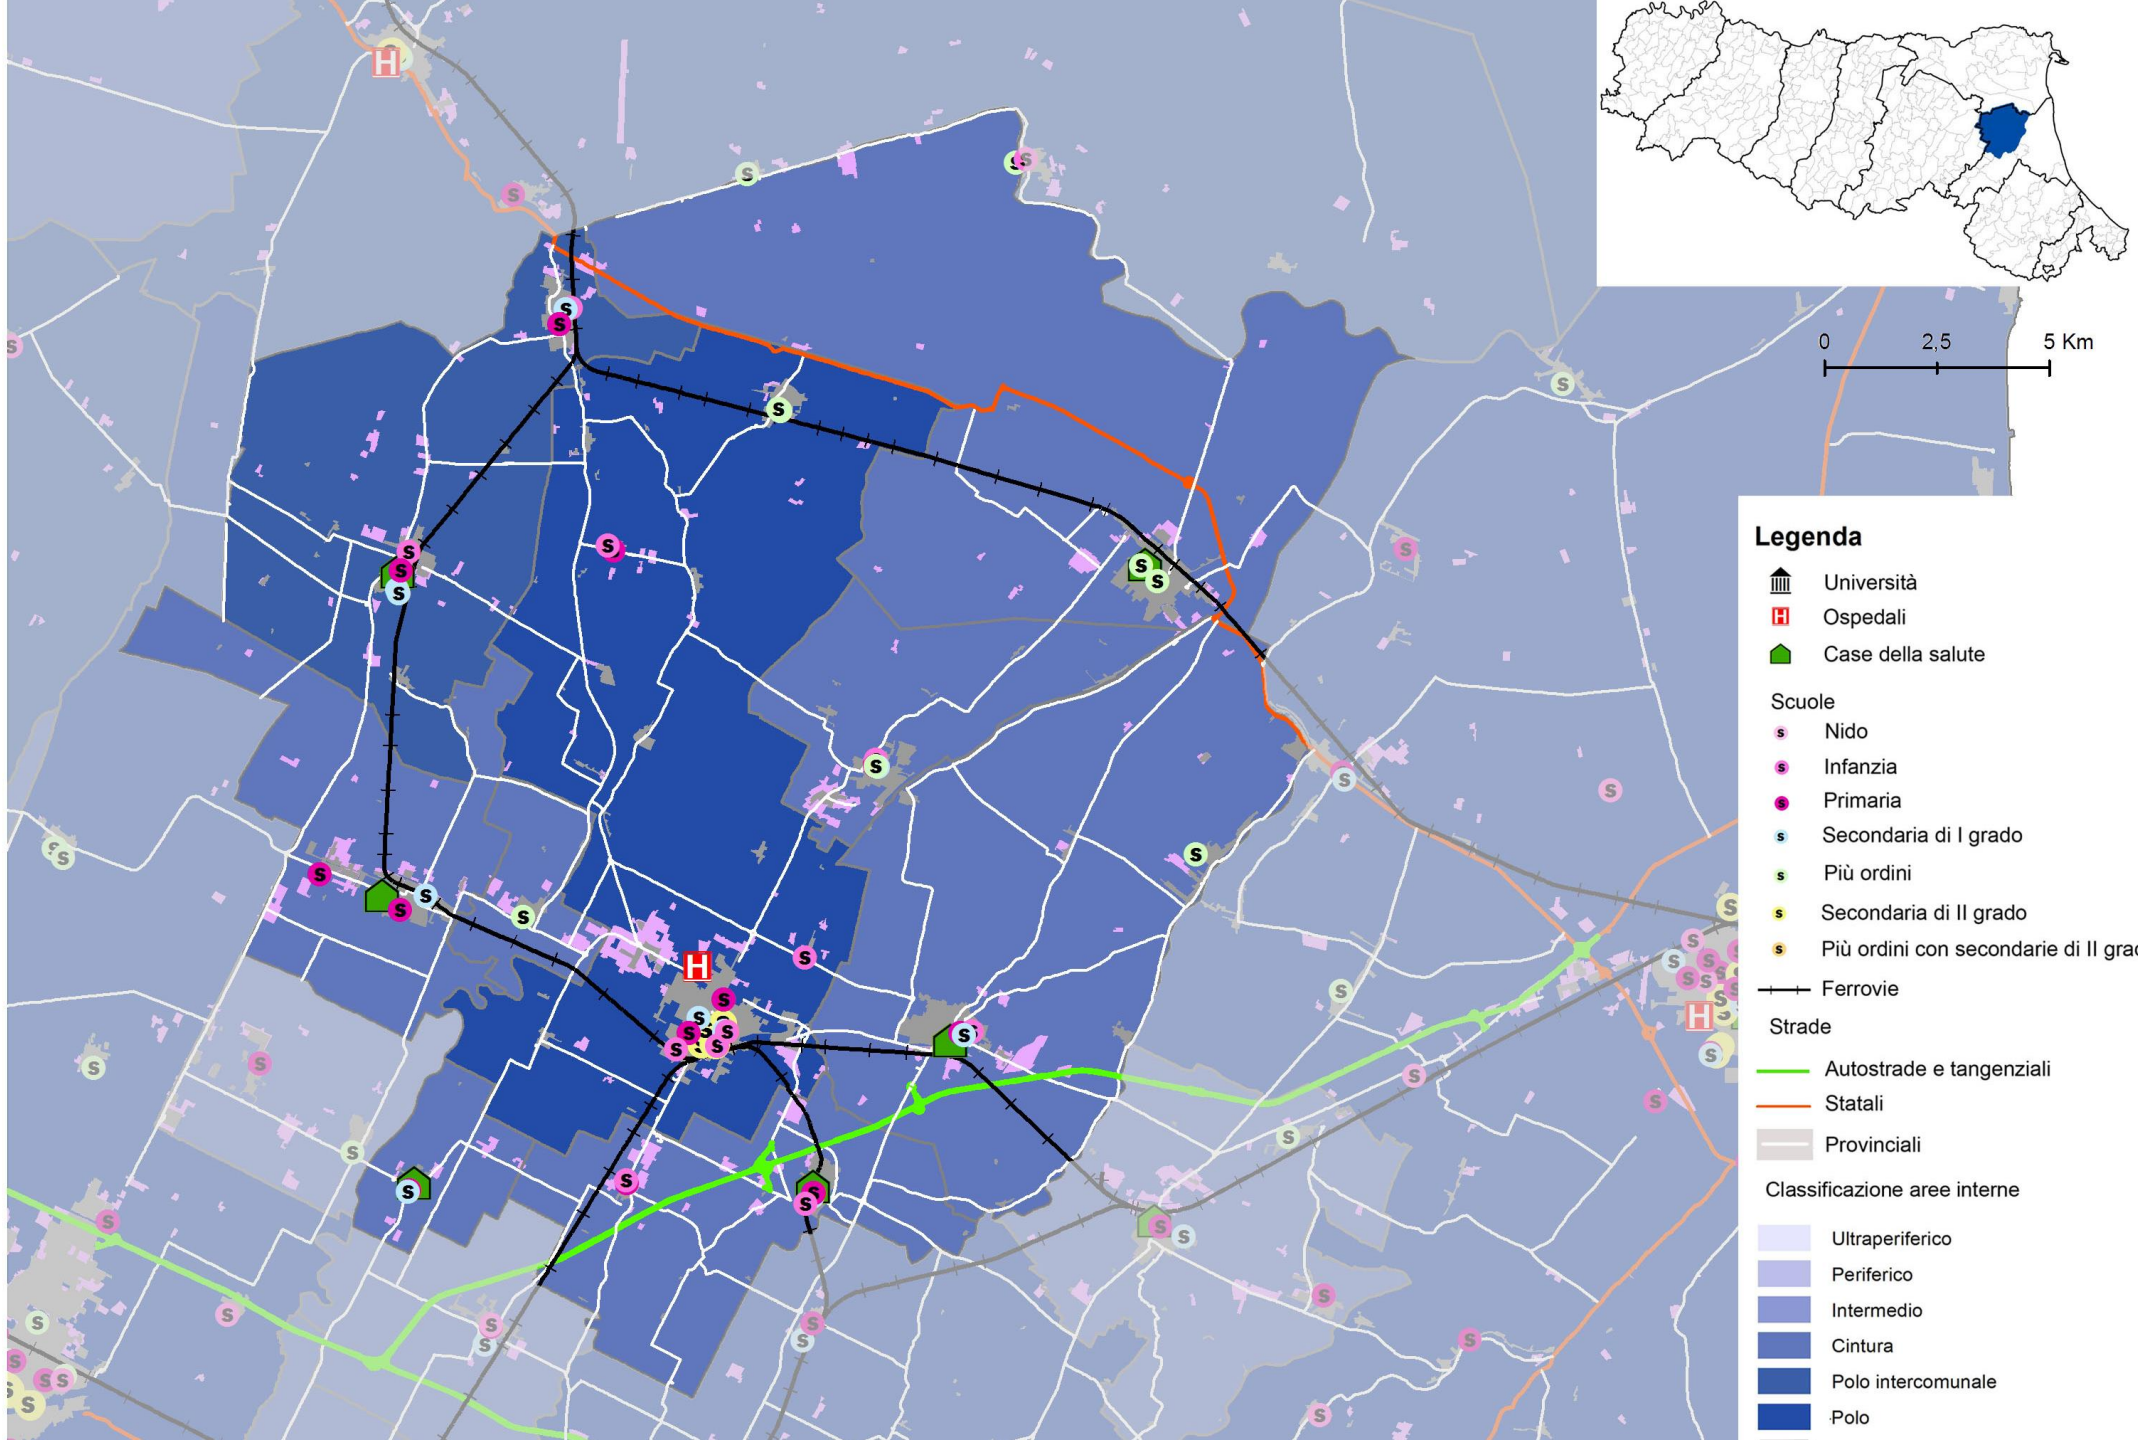 0 2,5 5 Km
Legenda
Università
H Ospedali
Case della salute
Scuole
S Nido
S Infanzia
S Primaria
S Secondaria di I grado
S Più ordini
S Secondaria di II grado
S Più ordini con secondarie di II grad
Ferrovie
Strade
Autostrade e tangenziali
Statali
Provinciali
Classificazione aree interne
Ultraperiferico
Periferico
Intermedio
Cintura
Polo intercomunale
Polo